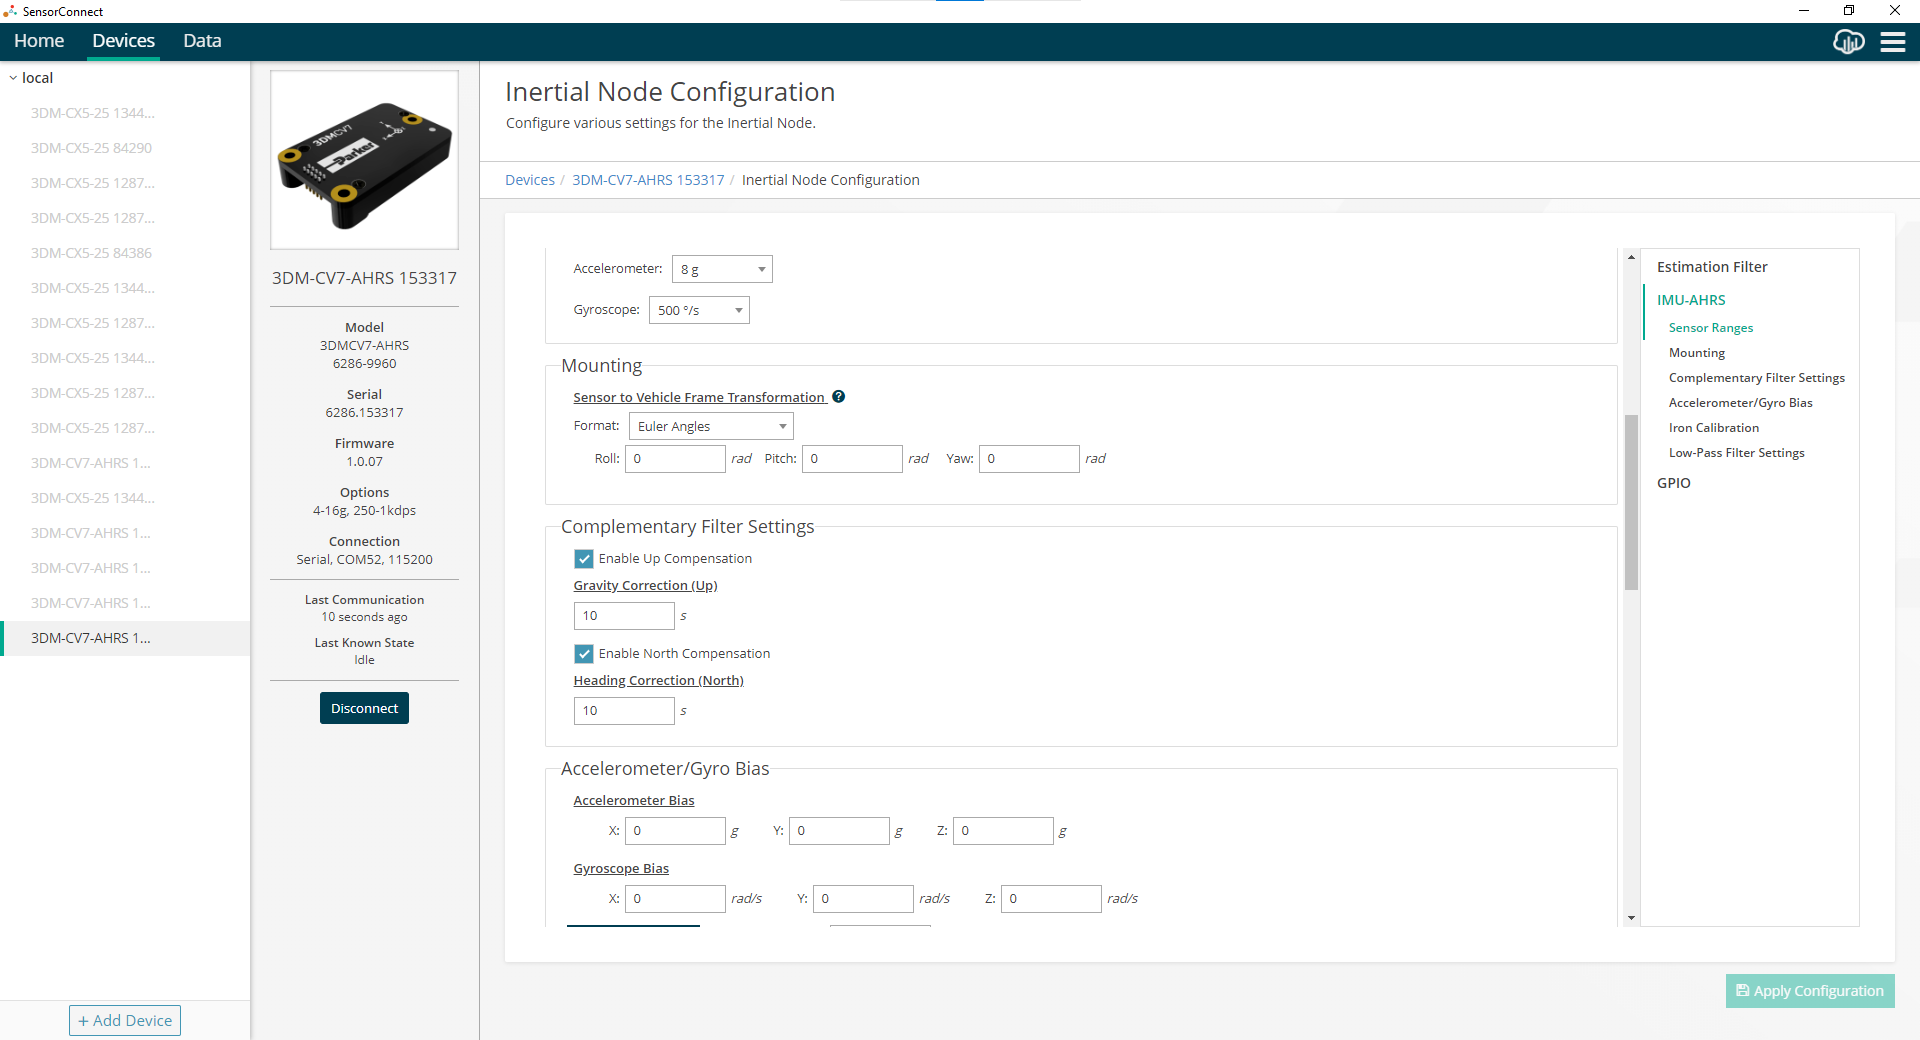 SensorConnect
Home Devices Data
local
3DM-CX5-25 1344...
3DM-CX5-25 84290
3DM-CX5-25 1287...
3DM-CX5-25 1287...
3DM-CX5-25 84386
3DM-CX5-25 1344...
3DM-CX5-25 1287...
3DM-CX5-25 1344...
3DM-CX5-25 1287...
3DM-CX5-25 1287...
3DM-CV7-AHRS 1...
3DM-CX5-25 1344...
3DM-CV7-AHRS 1...
3DM-CV7-AHRS 1...
3DM-CV7-AHRS 1...
3DM-CV7-AHRS 1...
+ Add Device
3DMCV7
Parker
3DM-CV7-AHRS 153317
Model
3DMCV7-AHRS
6286-9960
Serial
6286.153317
Firmware
1.0.07
Options
4-16g, 250-1kdps
Connection
Serial, COM52, 115200
Last Communication
10 seconds ago
Last Known State
Idle
Disconnect
Inertial Node Configuration
Configure various settings for the Inertial Node.
Devices / 3DM-CV7-AHRS 153317 / Inertial Node Configuration
Accelerometer: 8 g
Gyroscope: 500 °/s
Mounting
Sensor to Vehicle Frame Transformation ?
Format: Euler Angles
Roll: 0 rad Pitch: 0 rad Yaw: 0 rad
Complementary Filter Settings
Enable Up Compensation
Gravity Correction (Up)
10 s
Enable North Compensation
Heading Correction (North)
10 s
Accelerometer/Gyro Bias
Accelerometer Bias
X: 0 g Y: 0 g Z: 0 g
Gyroscope Bias
X: 0 rad/s Y: 0 rad/s Z: 0 rad/s
Estimation Filter
IMU-AHRS
Sensor Ranges
Mounting
Complementary Filter Settings
Accelerometer/Gyro Bias
Iron Calibration
Low-Pass Filter Settings
GPIO
Apply Configuration